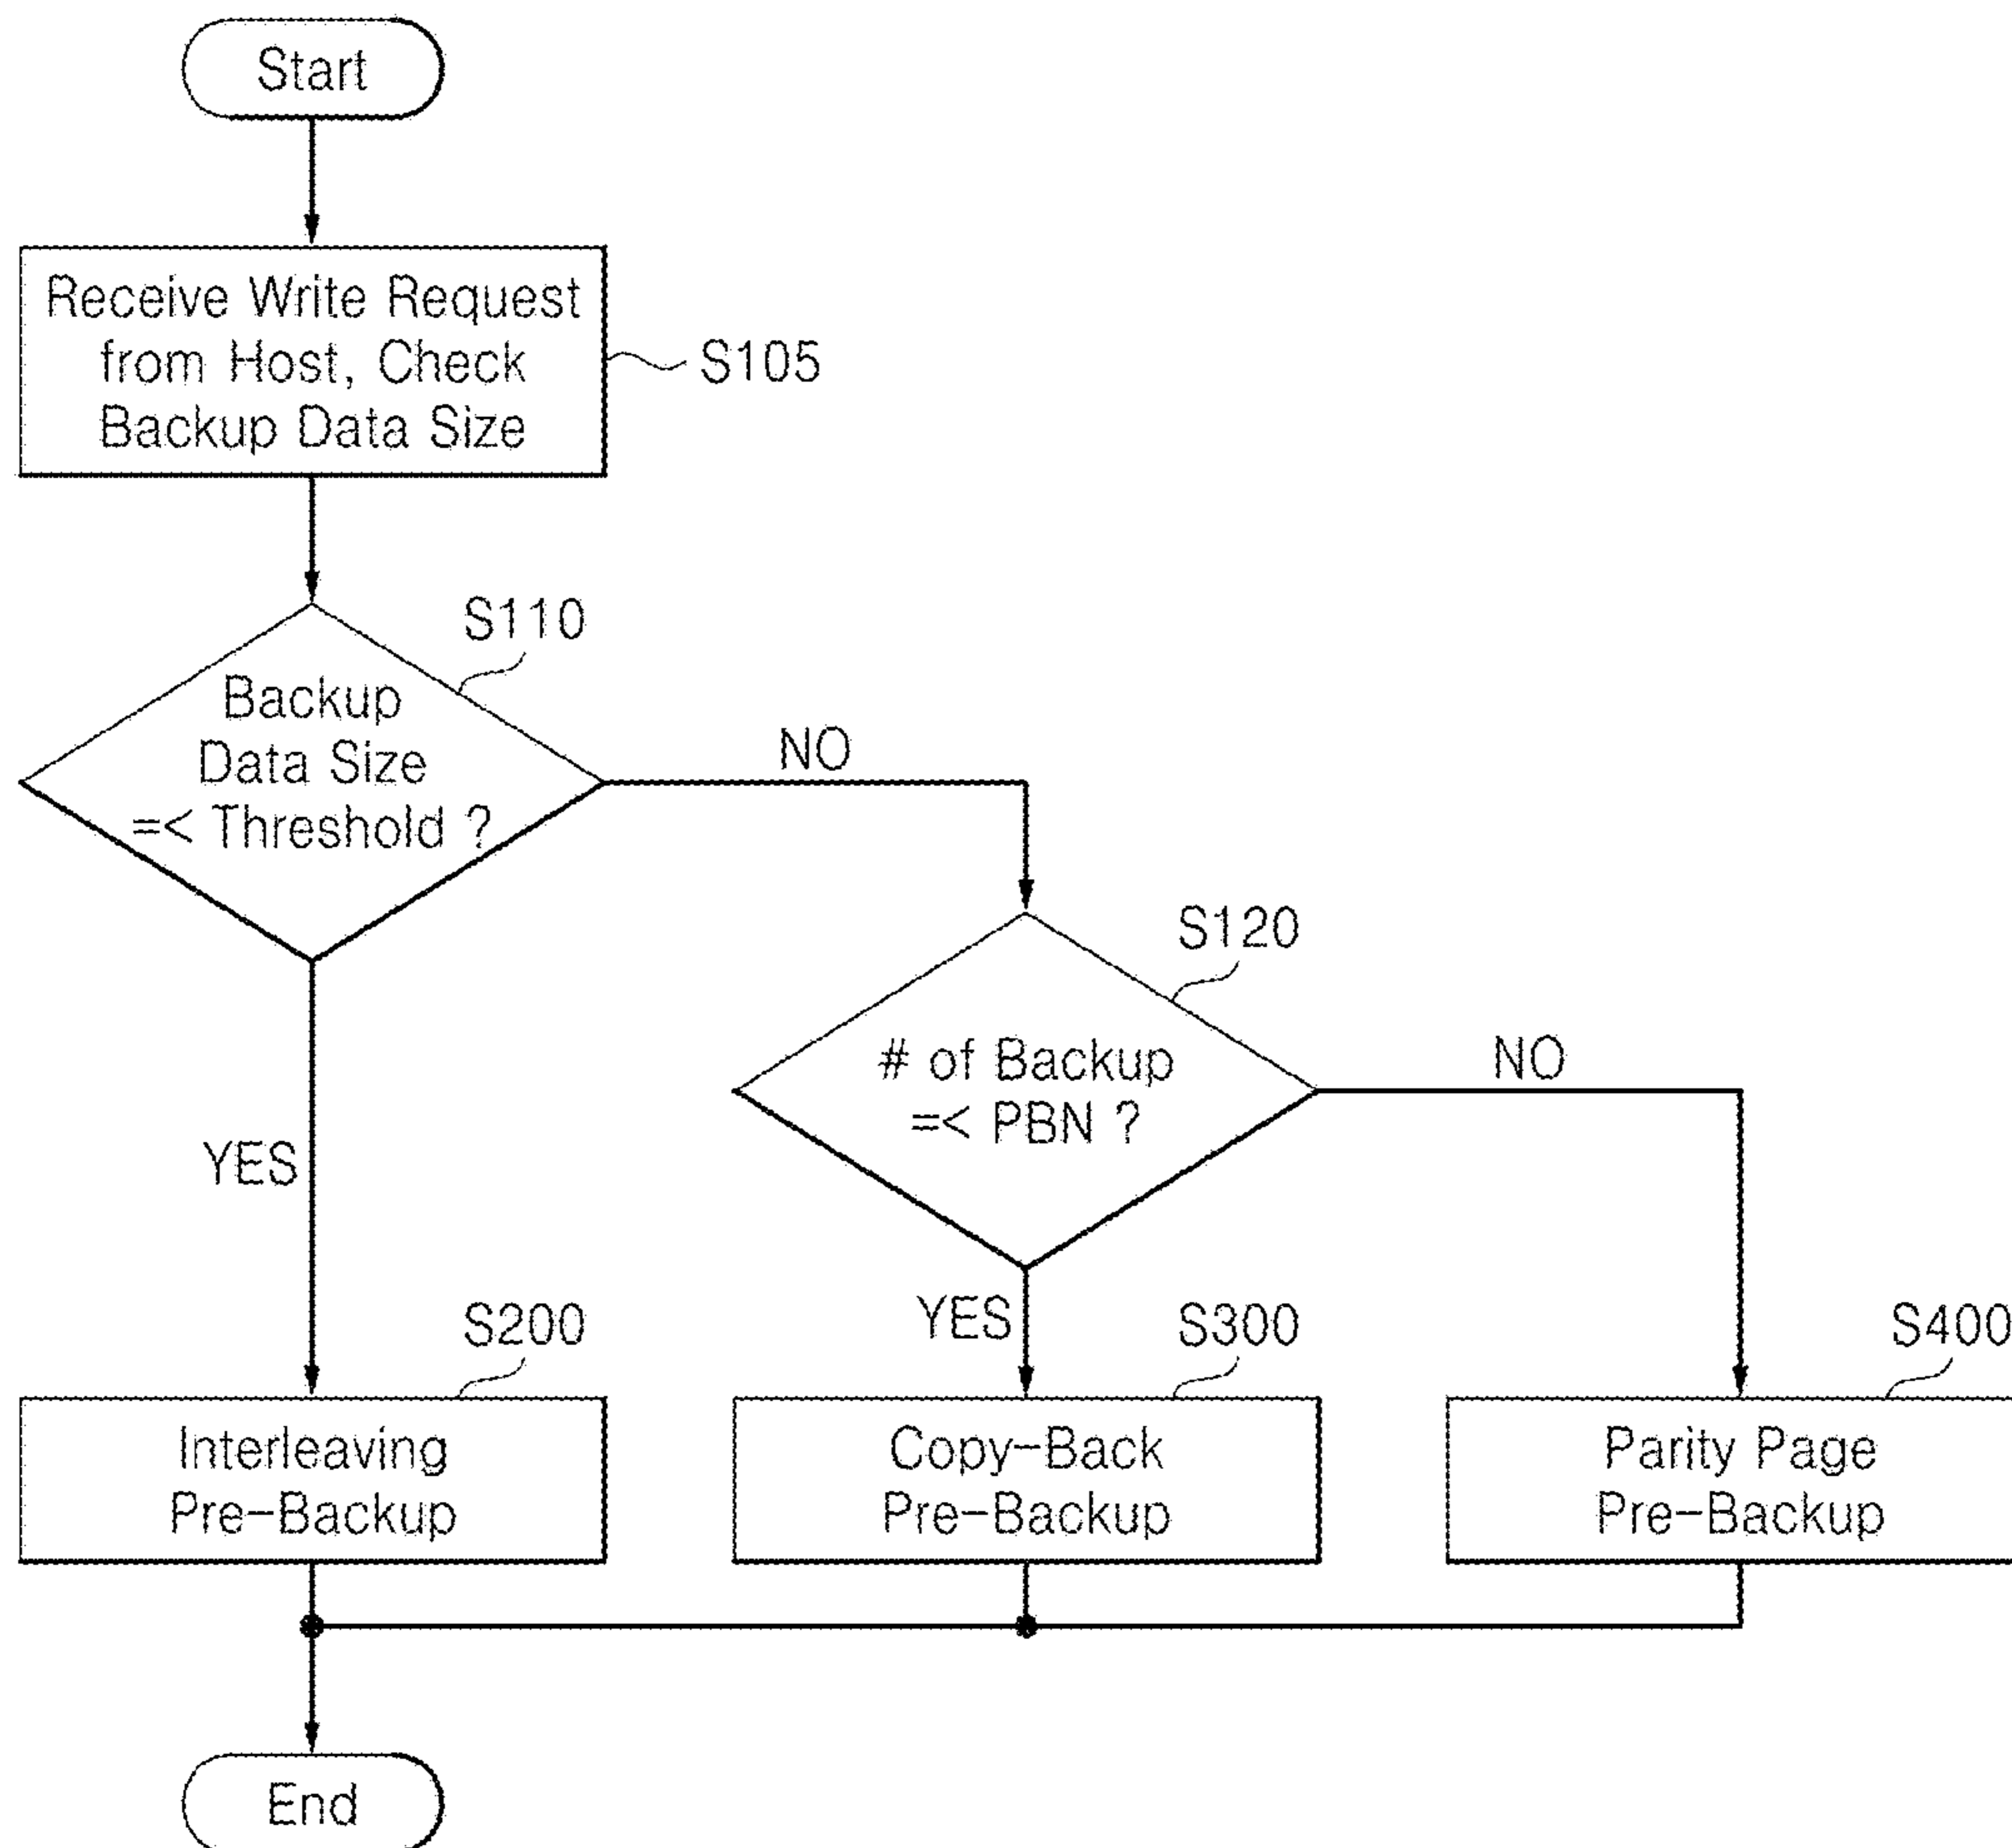 Start
Receive Write Request
from Host, Check
Backup Data Size
S105
S110
Backup
Data Size
=< Threshold ?
NO
S120
# of Backup
=< PBN ?
NO
YES
YES
S200
S300
S400
Interleaving
Pre-Backup
Copy-Back
Pre-Backup
Parity Page
Pre-Backup
End